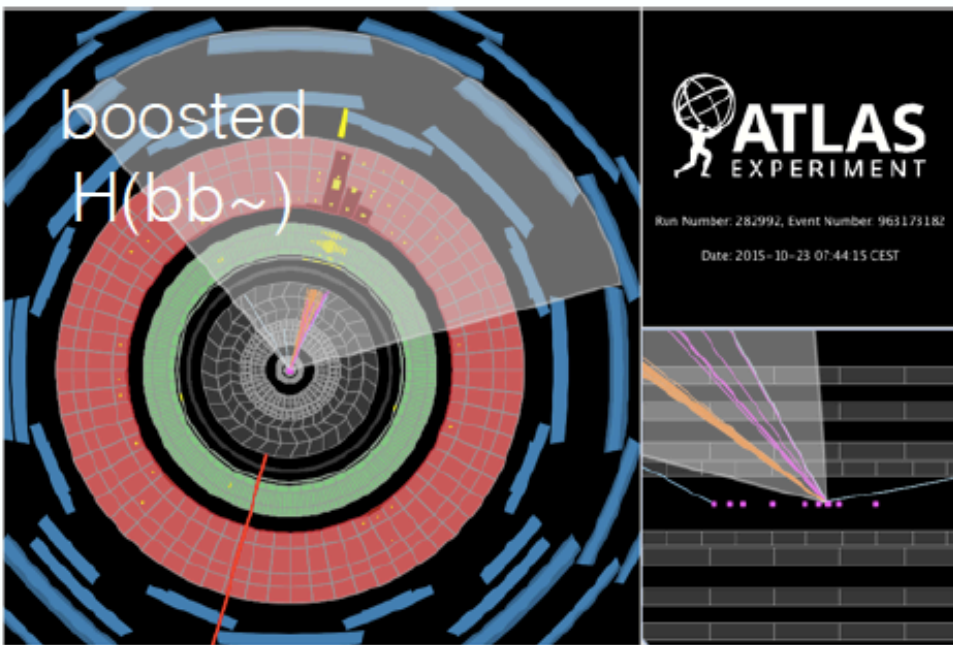 boosted
H(bb~)
ATLAS
EXPERIMENT
Run Number: 282992, Event Number: 963173182
Date: 2015-10-23 07:44:15 CEST